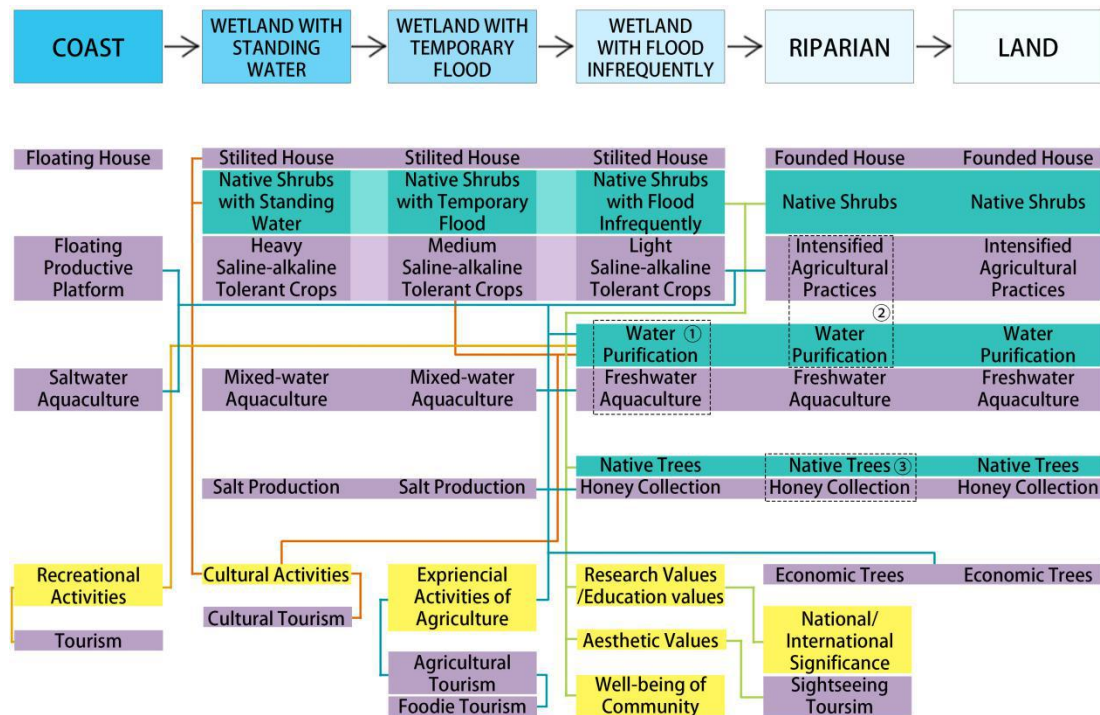 COAST
WETLAND WITH
STANDING
WATER
WETLAND WITH
TEMPORARY
FLOOD
WETLAND
WITH FLOOD
INFREQUENTLY
RIPARIAN
LAND
Floating House
Stilited House
Stilited House
Stilited House
Founded House
Founded House
Native Shrubs
with Standing
Water
Native Shrubs
with Temporary
Flood
Native Shrubs
with Flood
Infrequently
Native Shrubs
Native Shrubs
Floating
Productive
Platform
Heavy
Saline-alkaline
Tolerant Crops
Medium
Saline-alkaline
Tolerant Crops
Light
Saline-alkaline
Tolerant Crops
Intensified
Agricultural
Practices
②
Intensified
Agricultural
Practices
Water ①
Purification
Water
Purification
Water
Purification
Saltwater
Aquaculture
Mixed-water
Aquaculture
Mixed-water
Aquaculture
Freshwater
Aquaculture
Freshwater
Aquaculture
Freshwater
Aquaculture
Native Trees
Native Trees ③
Native Trees
Salt Production
Salt Production
Honey Collection
Honey Collection
Honey Collection
Recreational
Activities
Cultural Activities
Expriencial
Activities of
Agriculture
Research Values
/Education values
Economic Trees
Economic Trees
Tourism
Cultural Tourism
Aesthetic Values
National/
International
Significance
Agricultural
Tourism
Foodie Tourism
Well-being of
Community
Sightseeing
Toursim